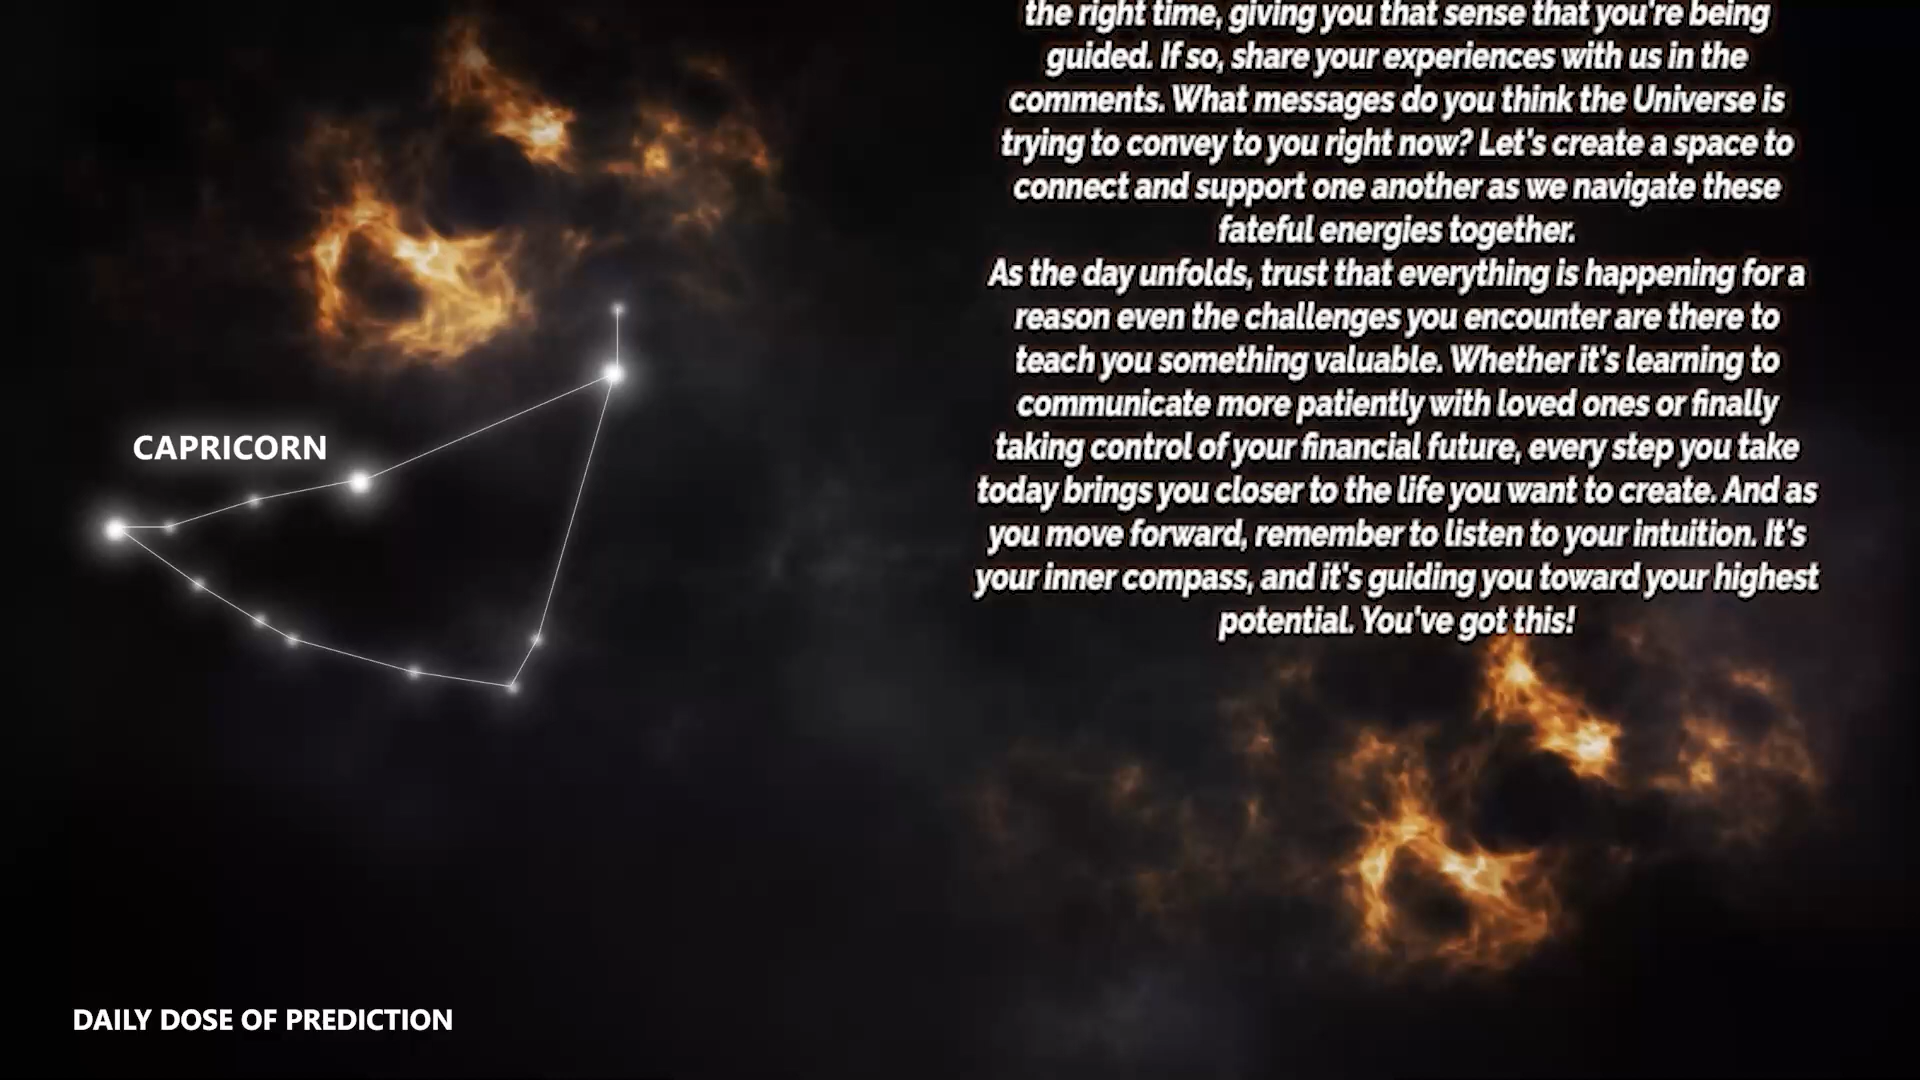 the right time, giving you that sense that you're being
guided. If so, share your experiences with us in the
comments. What messages do you think the Universe is
trying to convey to you right now? Let's create a space to
connect and support one another as we navigate these
fateful energies together.
As the day unfolds, trust that everything is happening for a
reason even the challenges you encounter are there to
teach you something valuable. Whether it's learning to
communicate more patiently with loved ones or finally
taking control of your financial future, every step you take
today brings you closer to the life you want to create. And as
you move forward, remember to listen to your intuition. It's
your inner compass, and it's guiding you toward your highest
potential. You've got this!
CAPRICORN
DAILY DOSE OF PREDICTION